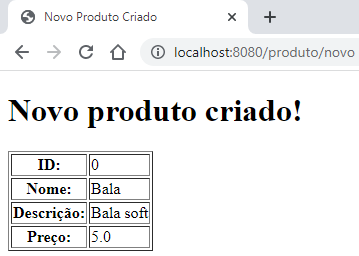 Novo Produto Criado
localhost:8080/produto/novo
Novo produto criado!
ID: 0
Nome: Bala
Descrição: Bala soft
Preço: 5.0